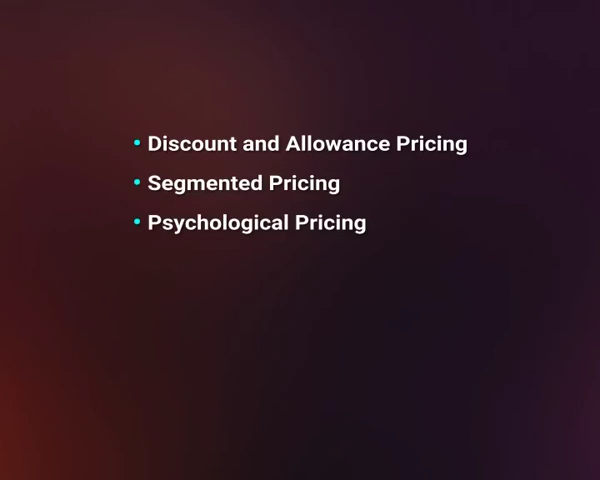 • Discount and Allowance Pricing
• Segmented Pricing
• Psychological Pricing